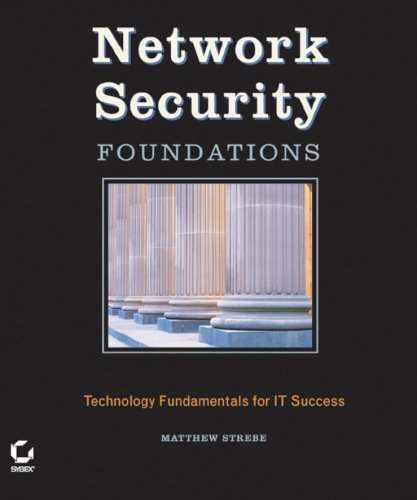 Network
Security
FOUNDATIONS
Technology Fundamentals for IT Success
MATTHEW STREBE
SYBEX®